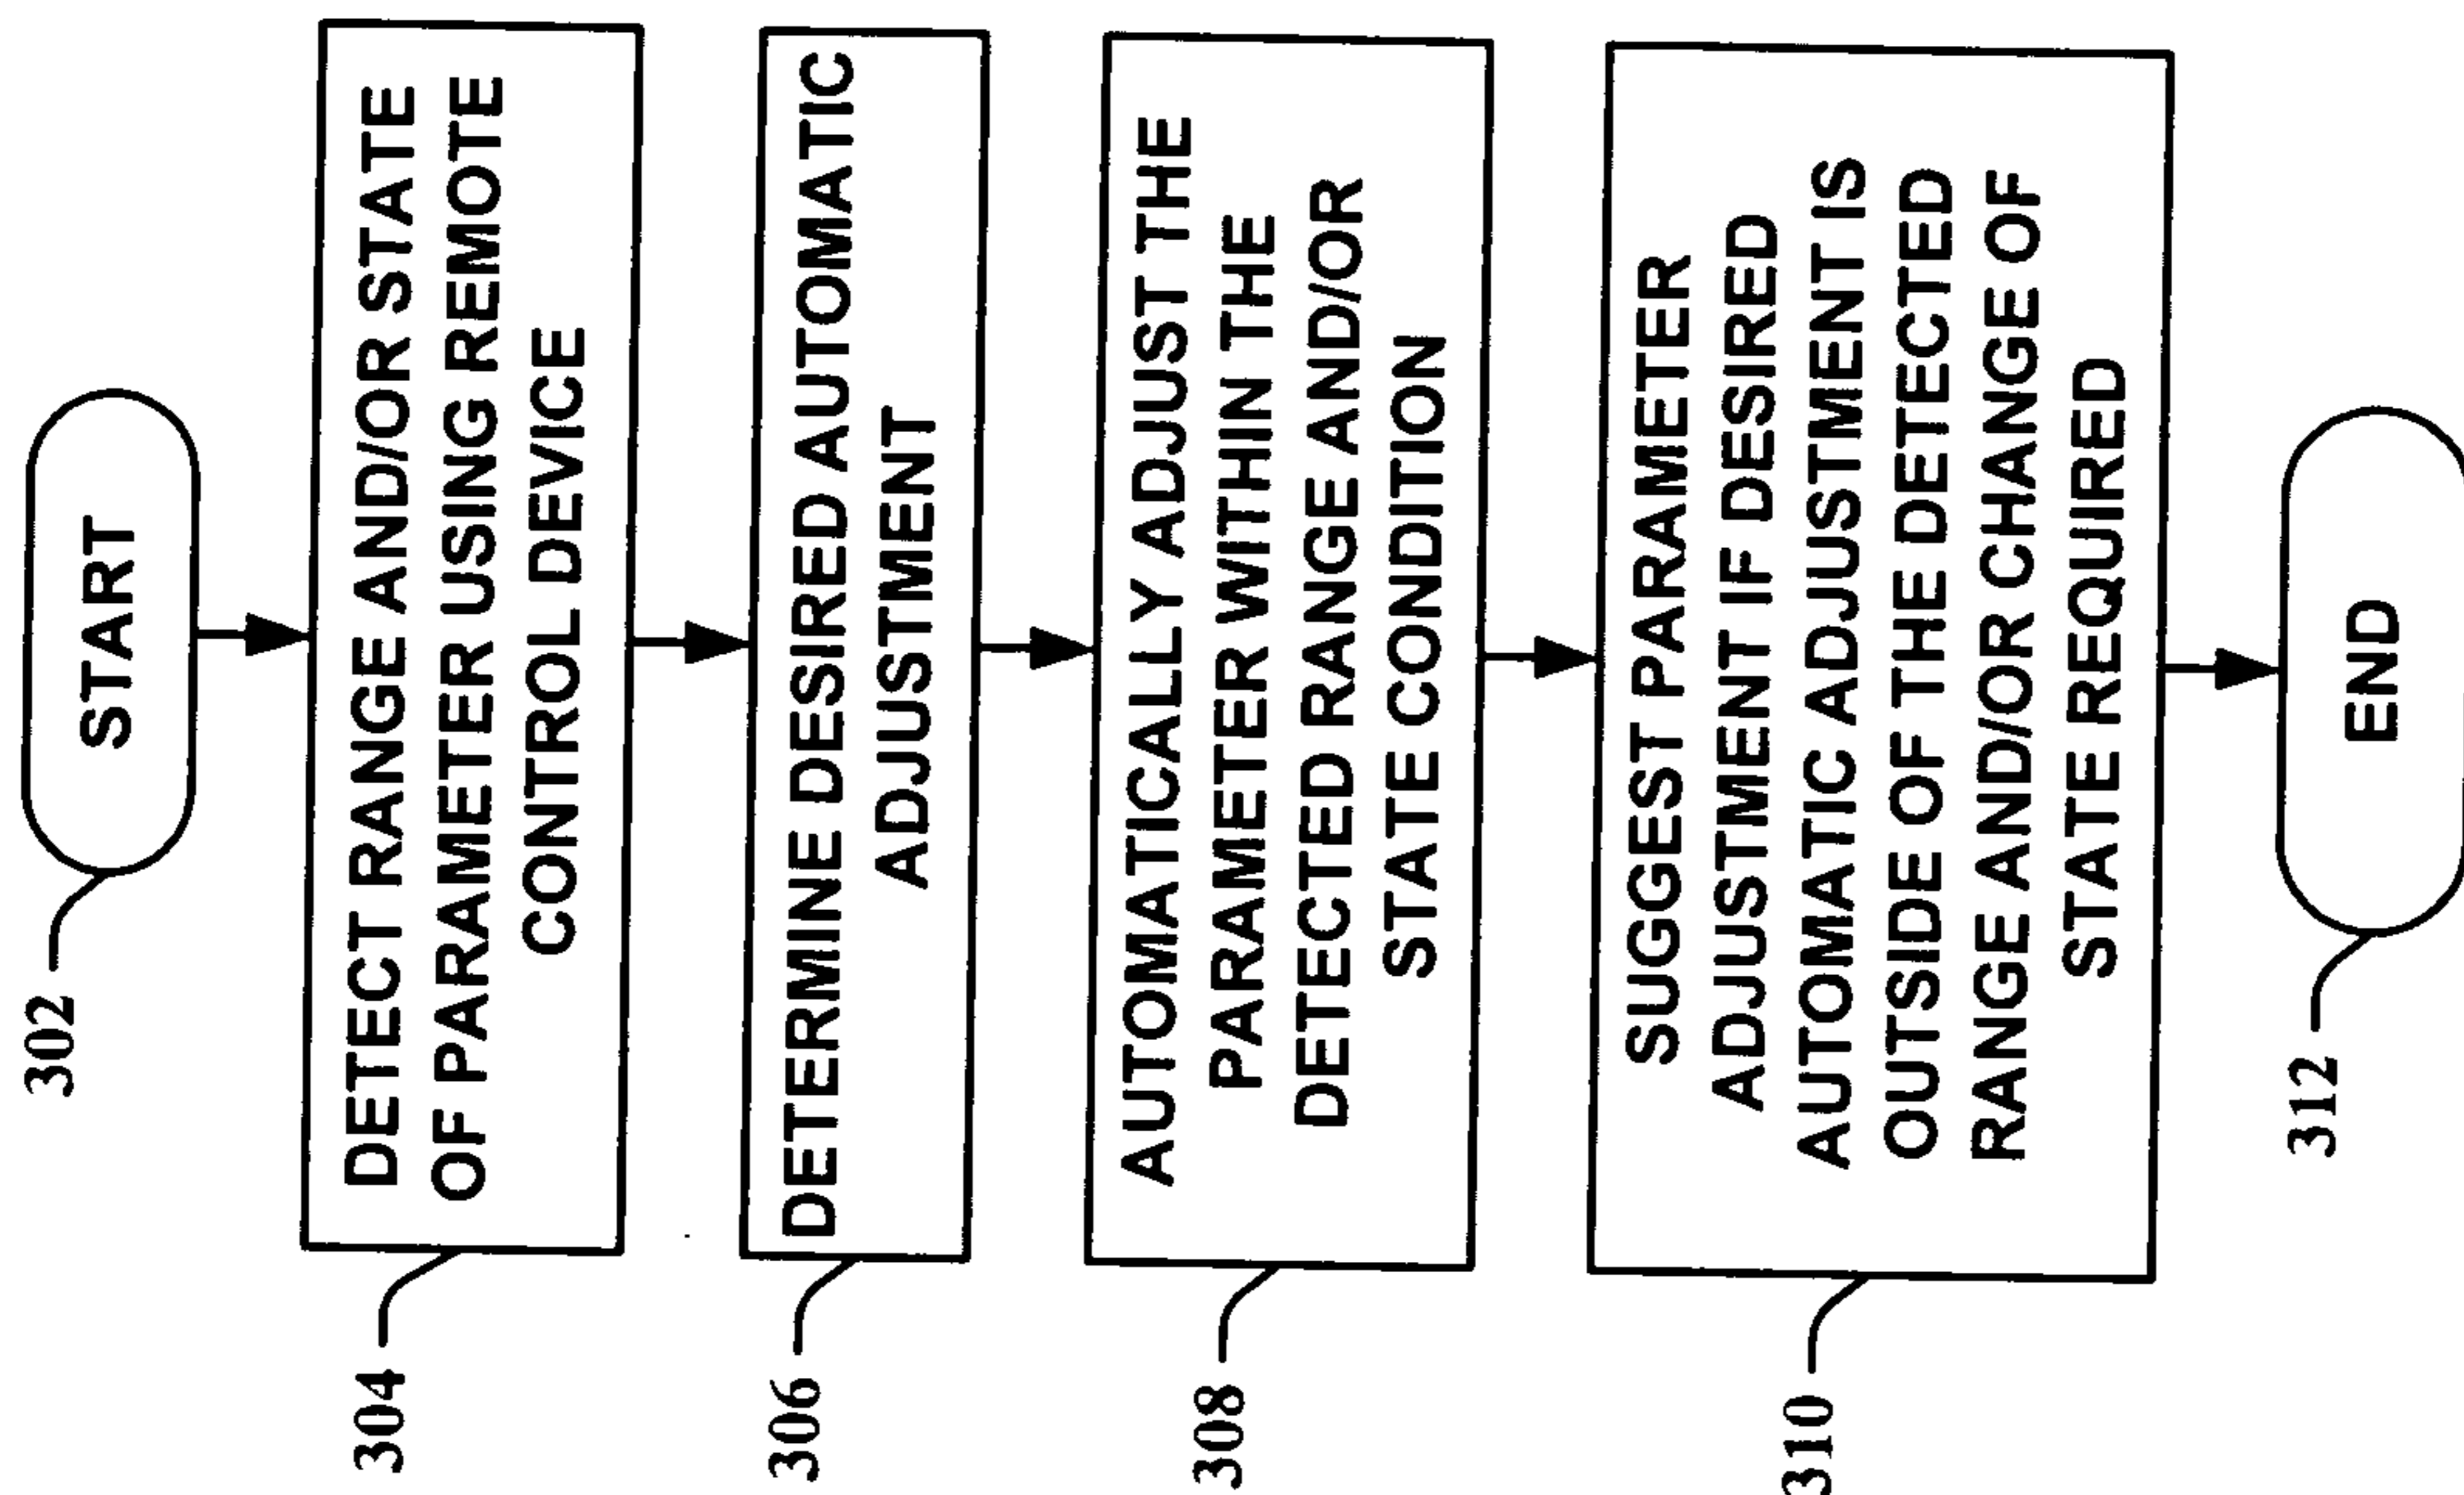 302
START
304
DETECT RANGE AND/OR STATE
OF PARAMETER USING REMOTE
CONTROL DEVICE
306
DETERMINE DESIRED AUTOMATIC
ADJUSTMENT
308
AUTOMATICALLY ADJUST THE
PARAMETER WITHIN THE
DETECTED RANGE AND/OR
STATE CONDITION
310
SUGGEST PARAMETER
ADJUSTMENT IF DESIRED
AUTOMATIC ADJUSTMENT IS
OUTSIDE OF THE DETECTED
RANGE AND/OR CHANGE OF
STATE REQUIRED
312
END